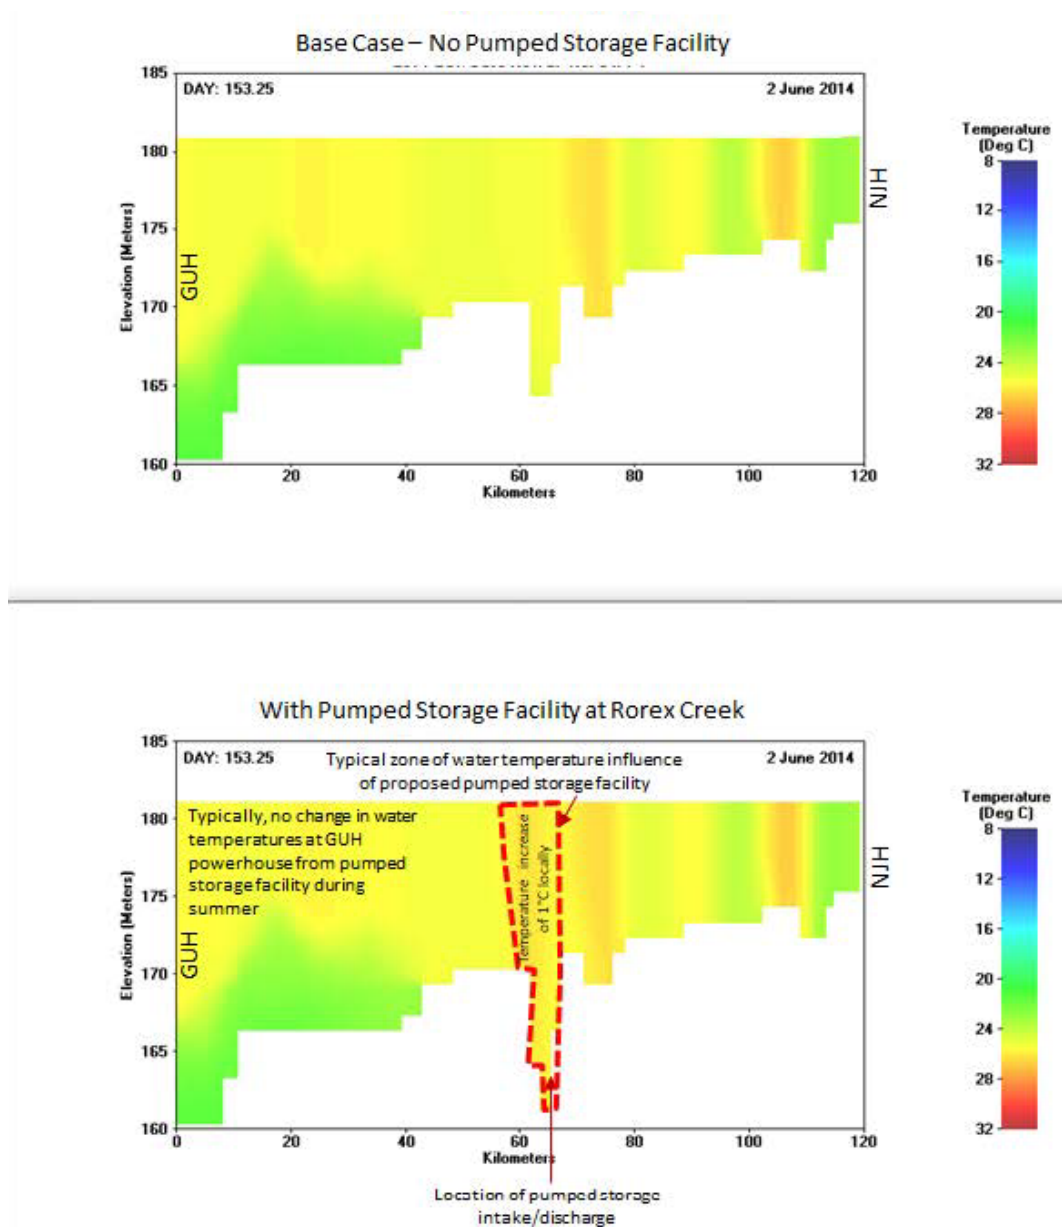 Base Case – No Pumped Storage Facility
185
DAY: 153.25
2 June 2014
180
175
170
165
160
Elevation (Meters)
GUH
NJH
0
20
40
60
80
100
120
Kilometers
Temperature
(Deg C)
8
12
16
20
24
28
32
With Pumped Storage Facility at Rorex Creek
185
DAY: 153.25
Typical zone of water temperature influence
of proposed pumped storage facility
2 June 2014
180
175
170
165
160
Elevation (Meters)
Typically, no change in water
temperatures at GUH
powerhouse from pumped
storage facility during
summer
Temperature increase
of 1°C locally
GUH
NJH
0
20
40
60
80
100
120
Kilometers
Location of pumped storage
intake/discharge
Temperature
(Deg C)
8
12
16
20
24
28
32